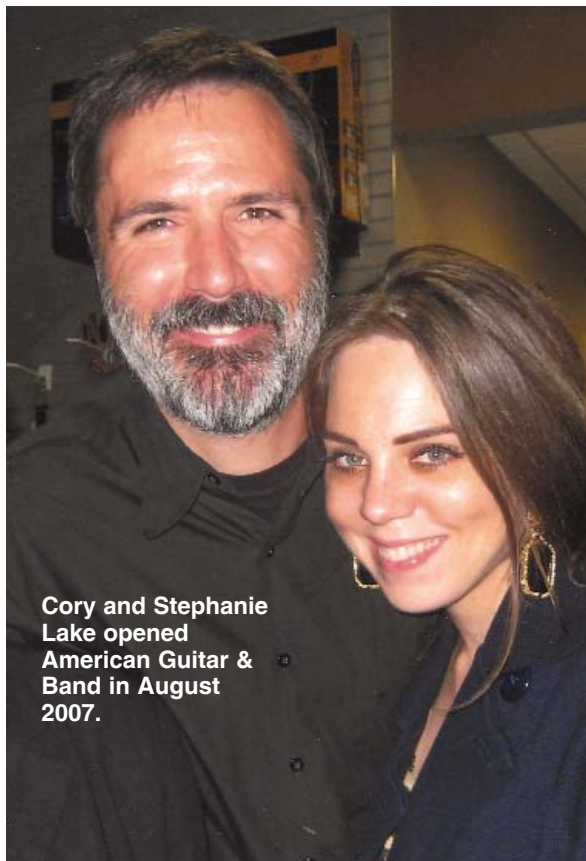 Cory and Stephanie
Lake opened
American Guitar &
Band in August
2007.